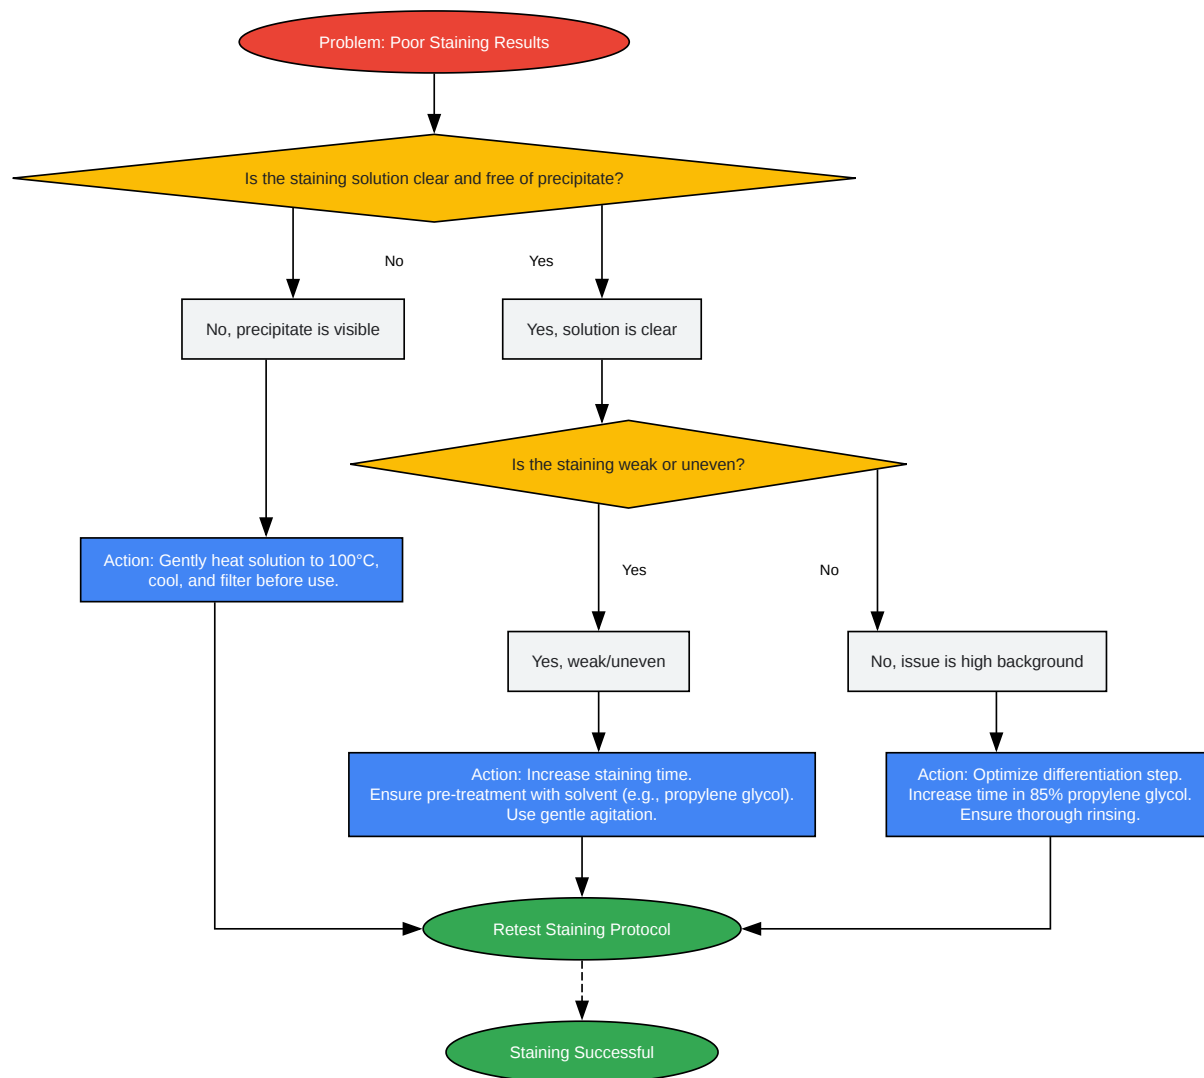 Problem: Poor Staining Results
Is the staining solution clear and free of precipitate?
No
Yes
No, precipitate is visible
Yes, solution is clear
Is the staining weak or uneven?
Action: Gently heat solution to 100°C,
cool, and filter before use.
Yes
No
Yes, weak/uneven
No, issue is high background
Action: Increase staining time.
Ensure pre-treatment with solvent (e.g., propylene glycol).
Use gentle agitation.
Action: Optimize differentiation step.
Increase time in 85% propylene glycol.
Ensure thorough rinsing.
Retest Staining Protocol
Staining Successful